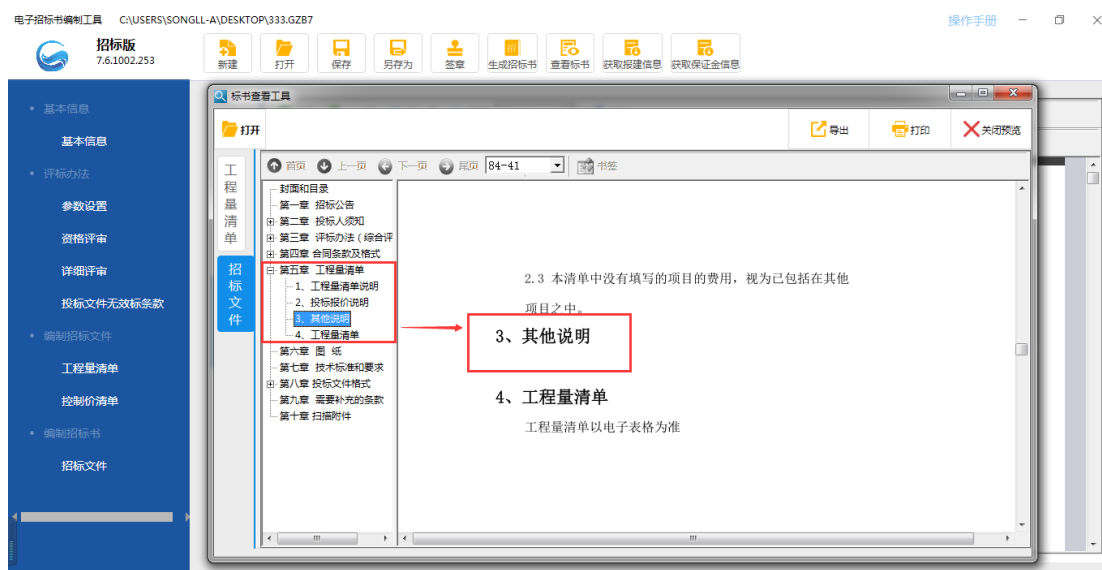 电子招标书编制工具 C:\USERS\SONGLL-A\DESKTOP\333.GZB7 操作手册
招标版
7.6.1002.253
新建 打开 保存 另存为 签章 生成招标书 查看标书 获取报建信息 获取保证金信息
标书查看工具
打开 导出 打印 关闭预览
首页 上一页 下一页 尾页 84-41 书签
基本信息
基本信息
评标办法
参数设置
资格评审
详细评审
投标文件无效标条款
编制招标文件
工程量清单
控制价清单
编制招标书
招标文件
工程量清单
招标文件
封面和目录
第一章 招标公告
第二章 投标人须知
第三章 评标办（综合评
第四章 合同条款及格式
第五章 工程量清单
1、工程量清单说明
2、投标报价说明
3、其他说明
4、工程量清单
第六章 图 纸
第七章 技术标准和要求
第八章 投标文件格式
第九章 需要补充的条款
第十章 扫描附件
2.3 本清单中没有填写的项目的费用，视为已包括在其他
项目之中。
3、其他说明
4、工程量清单
工程量清单以电子表格为准